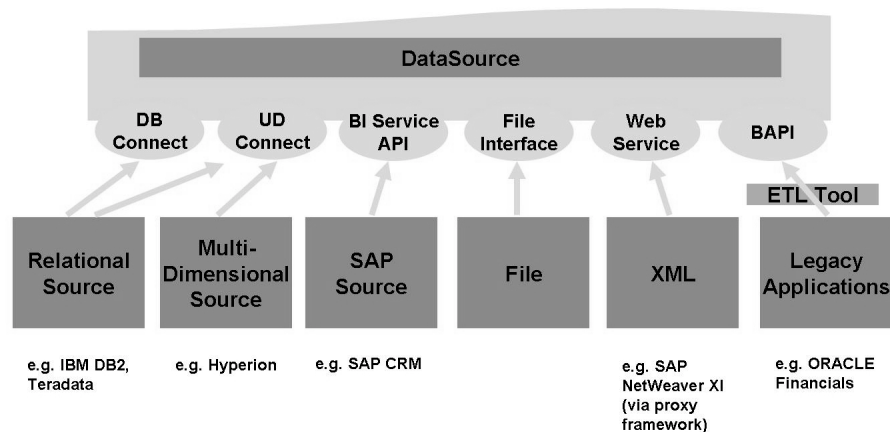 DataSource
DB
Connect
UD
Connect
BI Service
API
File
Interface
Web
Service
BAPI
ETL Tool
Relational
Source
Multi-
Dimensional
Source
SAP
Source
File
XML
Legacy
Applications
e.g. IBM DB2,
Teradata
e.g. Hyperion
e.g. SAP CRM
e.g. SAP
NetWeaver XI
(via proxy
framework)
e.g. ORACLE
Financials